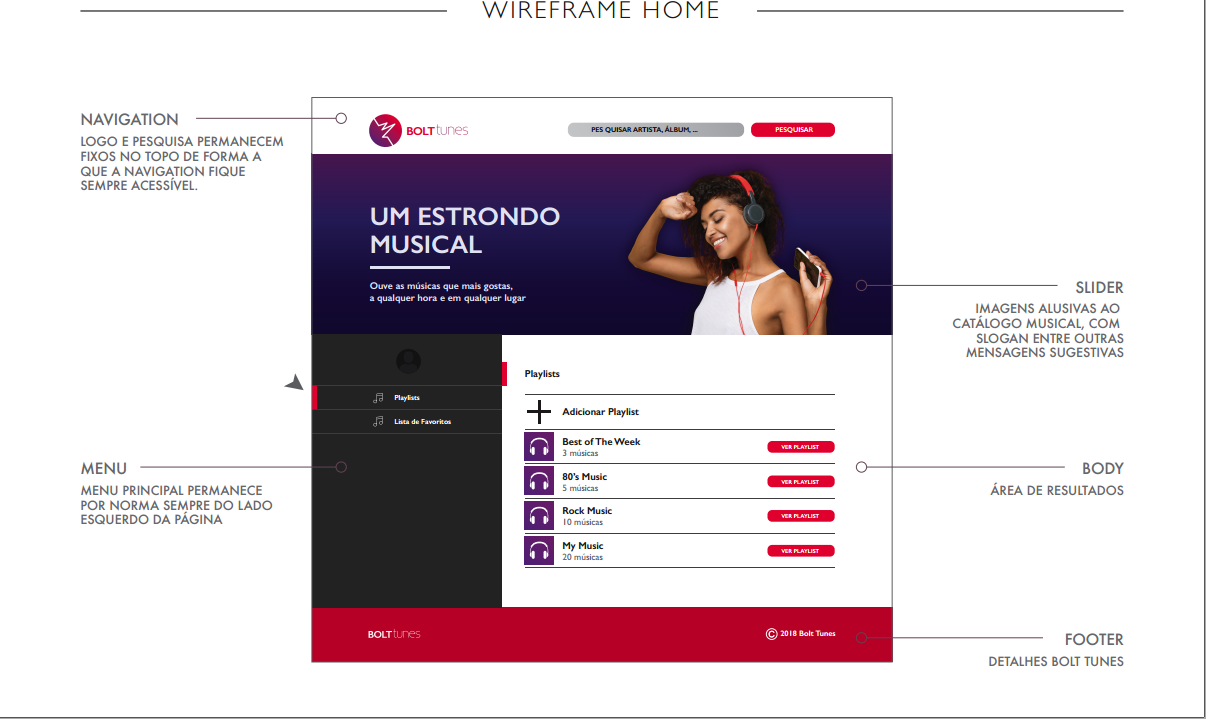 WIREFRAME HOME
NAVIGATION
LOGO E PESQUISA PERMANECEM
FIXOS NO TOPO DE FORMA A
QUE A NAVIGATION FIQUE
SEMPRE ACESSÍVEL.
BOLTtunes
PES QUISAR ARTISTA, ÁLBUM, ...
PESQUISAR
UM ESTRONDO
MUSICAL
Ouve as músicas que mais gostas,
a qualquer hora e em qualquer lugar
SLIDER
IMAGENS ALUSIVAS AO
CATÁLOGO MUSICAL, COM
SLOGAN ENTRE OUTRAS
MENSAGENS SUGESTIVAS
Playlists
Lista de Favoritos
Playlists
Adicionar Playlist
Best of The Week
3 músicas
VER PLAYLIST
80's Music
5 músicas
VER PLAYLIST
Rock Music
10 músicas
VER PLAYLIST
My Music
20 músicas
VER PLAYLIST
MENU
MENU PRINCIPAL PERMANECE
POR NORMA SEMPRE DO LADO
ESQUERDO DA PÁGINA
BODY
ÁREA DE RESULTADOS
BOLTtunes
© 2018 Bolt Tunes
FOOTER
DETALHES BOLT TUNES